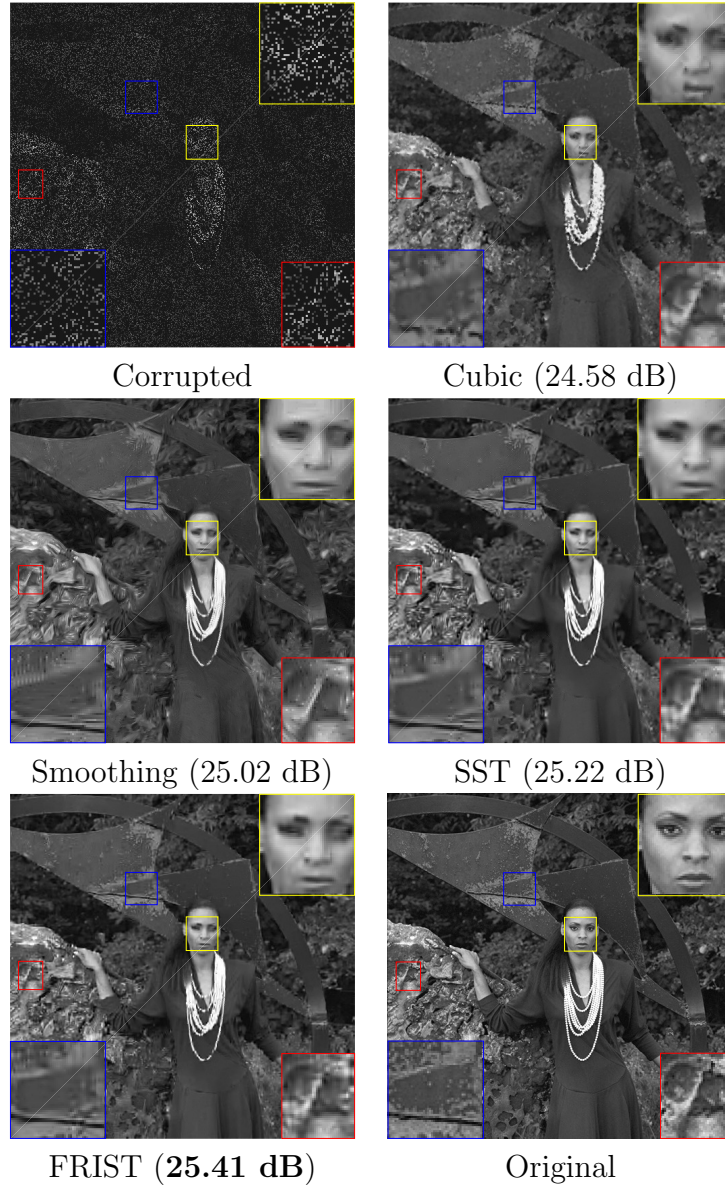 Corrupted
Cubic (24.58 dB)
Smoothing (25.02 dB)
SST (25.22 dB)
FRIST (25.41 dB)
Original